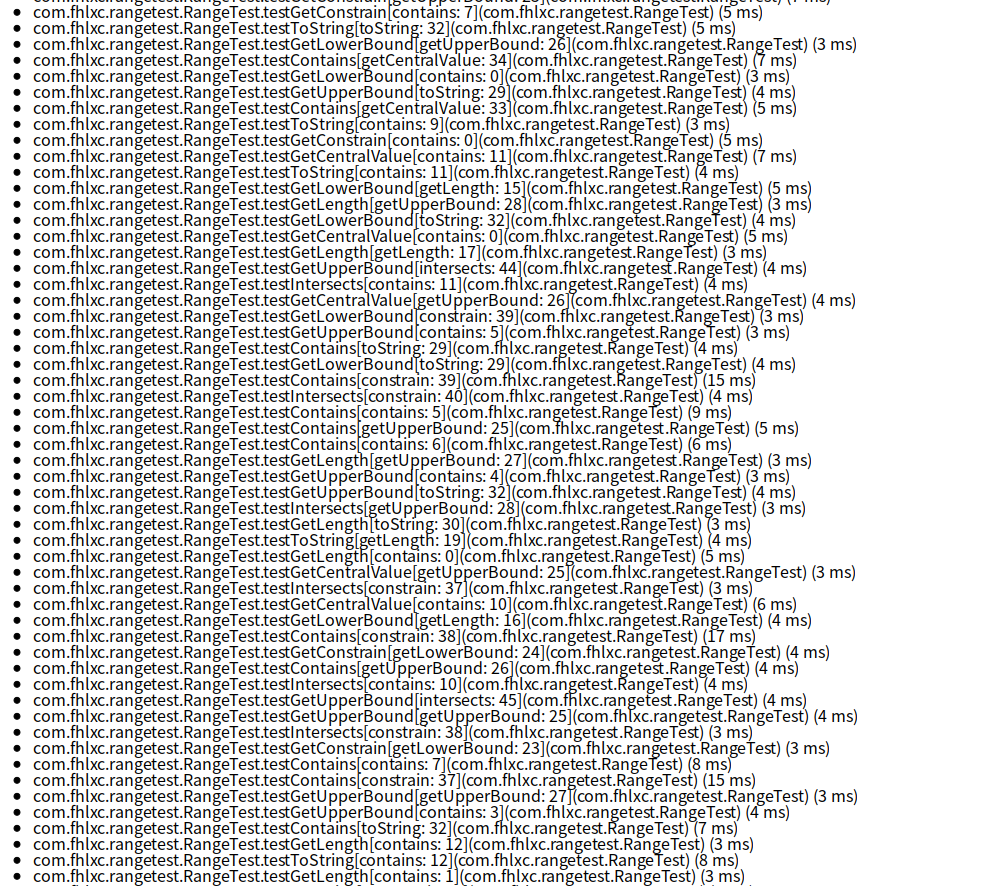 com.fhlxc.rangetest.RangeTest.testGetConstrain[contains: 7](com.fhlxc.rangetest.RangeTest) (5 ms)
com.fhlxc.rangetest.RangeTest.testToString[toString: 32](com.fhlxc.rangetest.RangeTest) (5 ms)
com.fhlxc.rangetest.RangeTest.testGetLowerBound[getUpperBound: 26](com.fhlxc.rangetest.RangeTest) (3 ms)
com.fhlxc.rangetest.RangeTest.testContains[getCentralValue: 34](com.fhlxc.rangetest.RangeTest) (7 ms)
com.fhlxc.rangetest.RangeTest.testGetLowerBound[contains: 0](com.fhlxc.rangetest.RangeTest) (3 ms)
com.fhlxc.rangetest.RangeTest.testGetUpperBound[toString: 29](com.fhlxc.rangetest.RangeTest) (4 ms)
com.fhlxc.rangetest.RangeTest.testContains[getCentralValue: 33](com.fhlxc.rangetest.RangeTest) (5 ms)
com.fhlxc.rangetest.RangeTest.testToString[contains: 9](com.fhlxc.rangetest.RangeTest) (3 ms)
com.fhlxc.rangetest.RangeTest.testGetConstrain[contains: 0](com.fhlxc.rangetest.RangeTest) (5 ms)
com.fhlxc.rangetest.RangeTest.testGetCentralValue[contains: 11](com.fhlxc.rangetest.RangeTest) (7 ms)
com.fhlxc.rangetest.RangeTest.testToString[contains: 11](com.fhlxc.rangetest.RangeTest) (4 ms)
com.fhlxc.rangetest.RangeTest.testGetLowerBound[getLength: 15](com.fhlxc.rangetest.RangeTest) (5 ms)
com.fhlxc.rangetest.RangeTest.testGetLength[getUpperBound: 28](com.fhlxc.rangetest.RangeTest) (3 ms)
com.fhlxc.rangetest.RangeTest.testGetLowerBound[toString: 32](com.fhlxc.rangetest.RangeTest) (4 ms)
com.fhlxc.rangetest.RangeTest.testGetCentralValue[contains: 0](com.fhlxc.rangetest.RangeTest) (5 ms)
com.fhlxc.rangetest.RangeTest.testGetLength[getLength: 17](com.fhlxc.rangetest.RangeTest) (3 ms)
com.fhlxc.rangetest.RangeTest.testGetUpperBound[intersects: 44](com.fhlxc.rangetest.RangeTest) (4 ms)
com.fhlxc.rangetest.RangeTest.testIntersects[contains: 11](com.fhlxc.rangetest.RangeTest) (4 ms)
com.fhlxc.rangetest.RangeTest.testGetCentralValue[getUpperBound: 26](com.fhlxc.rangetest.RangeTest) (4 ms)
com.fhlxc.rangetest.RangeTest.testGetLowerBound[constrain: 39](com.fhlxc.rangetest.RangeTest) (3 ms)
com.fhlxc.rangetest.RangeTest.testGetUpperBound[contains: 5](com.fhlxc.rangetest.RangeTest) (3 ms)
com.fhlxc.rangetest.RangeTest.testContains[toString: 29](com.fhlxc.rangetest.RangeTest) (4 ms)
com.fhlxc.rangetest.RangeTest.testGetLowerBound[toString: 29](com.fhlxc.rangetest.RangeTest) (4 ms)
com.fhlxc.rangetest.RangeTest.testContains[constrain: 39](com.fhlxc.rangetest.RangeTest) (15 ms)
com.fhlxc.rangetest.RangeTest.testIntersects[constrain: 40](com.fhlxc.rangetest.RangeTest) (4 ms)
com.fhlxc.rangetest.RangeTest.testContains[contains: 5](com.fhlxc.rangetest.RangeTest) (9 ms)
com.fhlxc.rangetest.RangeTest.testContains[getUpperBound: 25](com.fhlxc.rangetest.RangeTest) (5 ms)
com.fhlxc.rangetest.RangeTest.testContains[contains: 6](com.fhlxc.rangetest.RangeTest) (6 ms)
com.fhlxc.rangetest.RangeTest.testGetLength[getUpperBound: 27](com.fhlxc.rangetest.RangeTest) (3 ms)
com.fhlxc.rangetest.RangeTest.testGetUpperBound[contains: 4](com.fhlxc.rangetest.RangeTest) (3 ms)
com.fhlxc.rangetest.RangeTest.testGetUpperBound[toString: 32](com.fhlxc.rangetest.RangeTest) (4 ms)
com.fhlxc.rangetest.RangeTest.testIntersects[getUpperBound: 28](com.fhlxc.rangetest.RangeTest) (3 ms)
com.fhlxc.rangetest.RangeTest.testGetLength[toString: 30](com.fhlxc.rangetest.RangeTest) (3 ms)
com.fhlxc.rangetest.RangeTest.testToString[getLength: 19](com.fhlxc.rangetest.RangeTest) (4 ms)
com.fhlxc.rangetest.RangeTest.testGetLength[contains: 0](com.fhlxc.rangetest.RangeTest) (5 ms)
com.fhlxc.rangetest.RangeTest.testGetCentralValue[getUpperBound: 25](com.fhlxc.rangetest.RangeTest) (3 ms)
com.fhlxc.rangetest.RangeTest.testIntersects[constrain: 37](com.fhlxc.rangetest.RangeTest) (3 ms)
com.fhlxc.rangetest.RangeTest.testGetCentralValue[contains: 10](com.fhlxc.rangetest.RangeTest) (6 ms)
com.fhlxc.rangetest.RangeTest.testGetLowerBound[getLength: 16](com.fhlxc.rangetest.RangeTest) (4 ms)
com.fhlxc.rangetest.RangeTest.testContains[constrain: 38](com.fhlxc.rangetest.RangeTest) (17 ms)
com.fhlxc.rangetest.RangeTest.testGetConstrain[getLowerBound: 24](com.fhlxc.rangetest.RangeTest) (4 ms)
com.fhlxc.rangetest.RangeTest.testContains[getUpperBound: 26](com.fhlxc.rangetest.RangeTest) (4 ms)
com.fhlxc.rangetest.RangeTest.testIntersects[contains: 10](com.fhlxc.rangetest.RangeTest) (4 ms)
com.fhlxc.rangetest.RangeTest.testGetUpperBound[intersects: 45](com.fhlxc.rangetest.RangeTest) (4 ms)
com.fhlxc.rangetest.RangeTest.testGetUpperBound[getUpperBound: 25](com.fhlxc.rangetest.RangeTest) (4 ms)
com.fhlxc.rangetest.RangeTest.testIntersects[constrain: 38](com.fhlxc.rangetest.RangeTest) (3 ms)
com.fhlxc.rangetest.RangeTest.testGetConstrain[getLowerBound: 23](com.fhlxc.rangetest.RangeTest) (3 ms)
com.fhlxc.rangetest.RangeTest.testContains[contains: 7](com.fhlxc.rangetest.RangeTest) (8 ms)
com.fhlxc.rangetest.RangeTest.testContains[constrain: 37](com.fhlxc.rangetest.RangeTest) (15 ms)
com.fhlxc.rangetest.RangeTest.testGetUpperBound[getUpperBound: 27](com.fhlxc.rangetest.RangeTest) (3 ms)
com.fhlxc.rangetest.RangeTest.testGetUpperBound[contains: 3](com.fhlxc.rangetest.RangeTest) (4 ms)
com.fhlxc.rangetest.RangeTest.testContains[toString: 32](com.fhlxc.rangetest.RangeTest) (7 ms)
com.fhlxc.rangetest.RangeTest.testGetLength[contains: 12](com.fhlxc.rangetest.RangeTest) (3 ms)
com.fhlxc.rangetest.RangeTest.testToString[contains: 12](com.fhlxc.rangetest.RangeTest) (8 ms)
com.fhlxc.rangetest.RangeTest.testGetLength[contains: 1](com.fhlxc.rangetest.RangeTest) (3 ms)